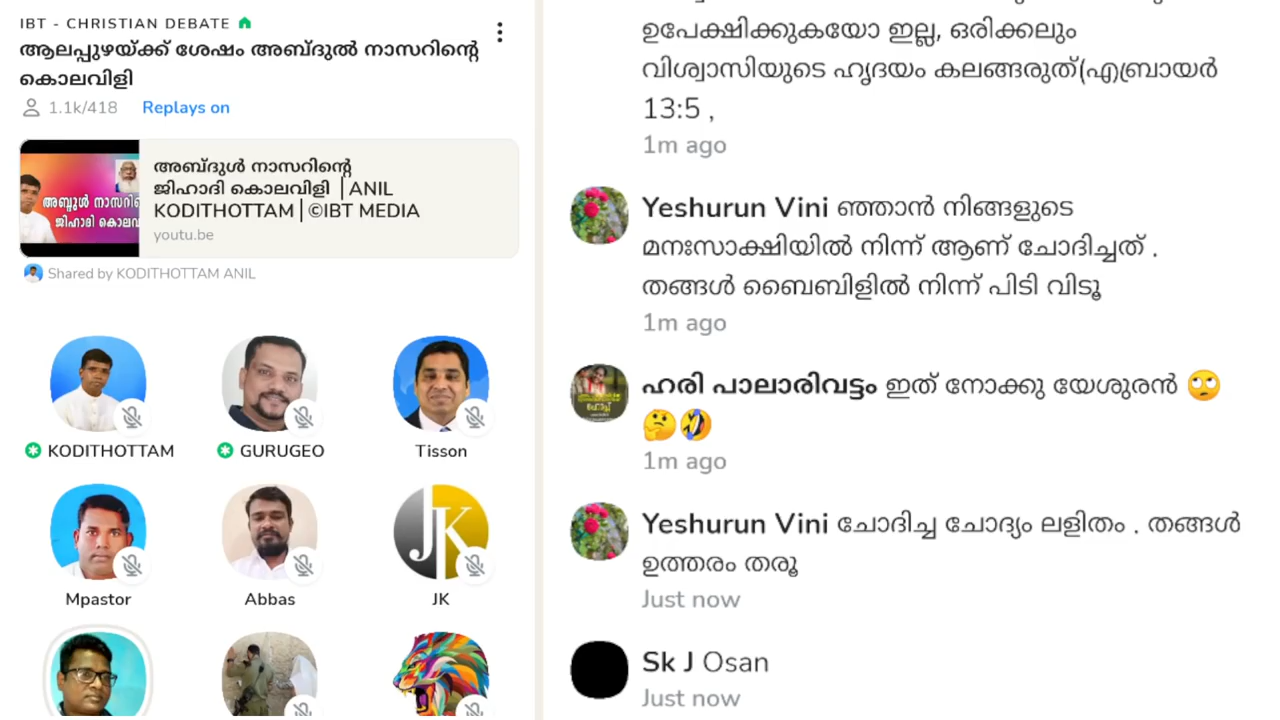 IBT - CHRISTIAN DEBATE
ആലപ്പുഴയ്ക്ക് ശേഷം അബ്ദുൽ നാസറിന്റെ
കൊലവിളി
1.1k/418 Replays on
അബ്ദുൾ നാസറിന്റെ
ജിഹാദി കൊലവിളി | ANIL
KODITHOTTAM | ©IBT MEDIA
youtu.be
Shared by KODITHOTTAM ANIL
KODITHOTTAM GURUGEO Tisson
Mpastor Abbas JK
ഉപേക്ഷിക്കുകയോ ഇല്ല, ഒരിക്കലും
വിശ്വാസിയുടെ ഹൃദയം കലങ്ങരുത്(എബ്രായർ
13:5 ,
1m ago
Yeshurun Vini ഞ്ഞാൻ നിങ്ങളുടെ
മനഃസാക്ഷിയിൽ നിന്ന് ആണ് ചോദിച്ചത് .
തങ്ങൾ ബൈബിളിൽ നിന്ന് പിടി വിടൂ
1m ago
ഹരി പാലാരിവട്ടം ഇത് നോക്കു യേശുരൻ 🙄
🤔🤣
1m ago
Yeshurun Vini ചോദിച്ച ചോദ്യം ലളിതം . തങ്ങൾ
ഉത്തരം തരൂ
Just now
Sk J Osan
Just now